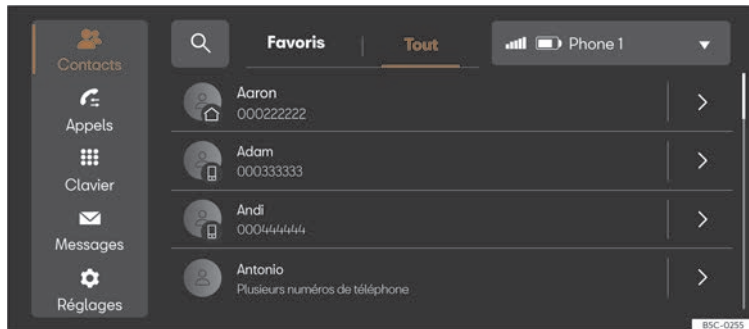 Contacts
Appels
Clavier
Messages
Réglages
Favoris
Tout
Phone 1
Aaron
000222222
Adam
000333333
Andi
000444444
Antonio
Plusieurs numéros de téléphone
BSC-0255